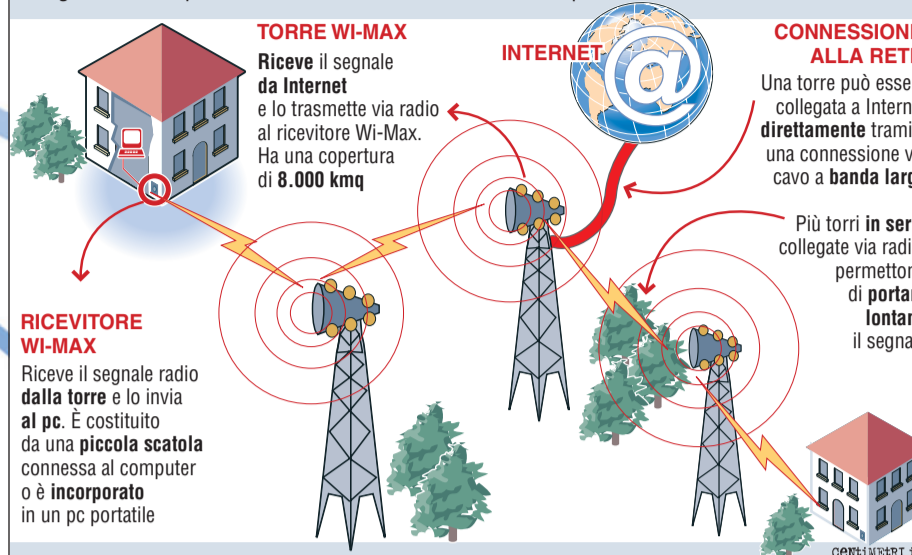 TORRE WI-MAX
Riceve il segnale
da Internet
e lo trasmette via radio
al ricevitore Wi-Max.
Ha una copertura
di 8.000 kmq
INTERNET
@
CONNESSIONE
ALLA RET
Una torre può esse
collegata a Intern
direttamente trami
una connessione v
cavo a banda larg
Più torri in ser
collegate via radi
permetton
di portar
lontan
il segna
RICEVITORE
WI-MAX
Riceve il segnale radio
dalla torre e lo invia
al pc. È costituito
da una piccola scatola
connessa al computer
o è incorporato
in un pc portatile
CENTIMETRI